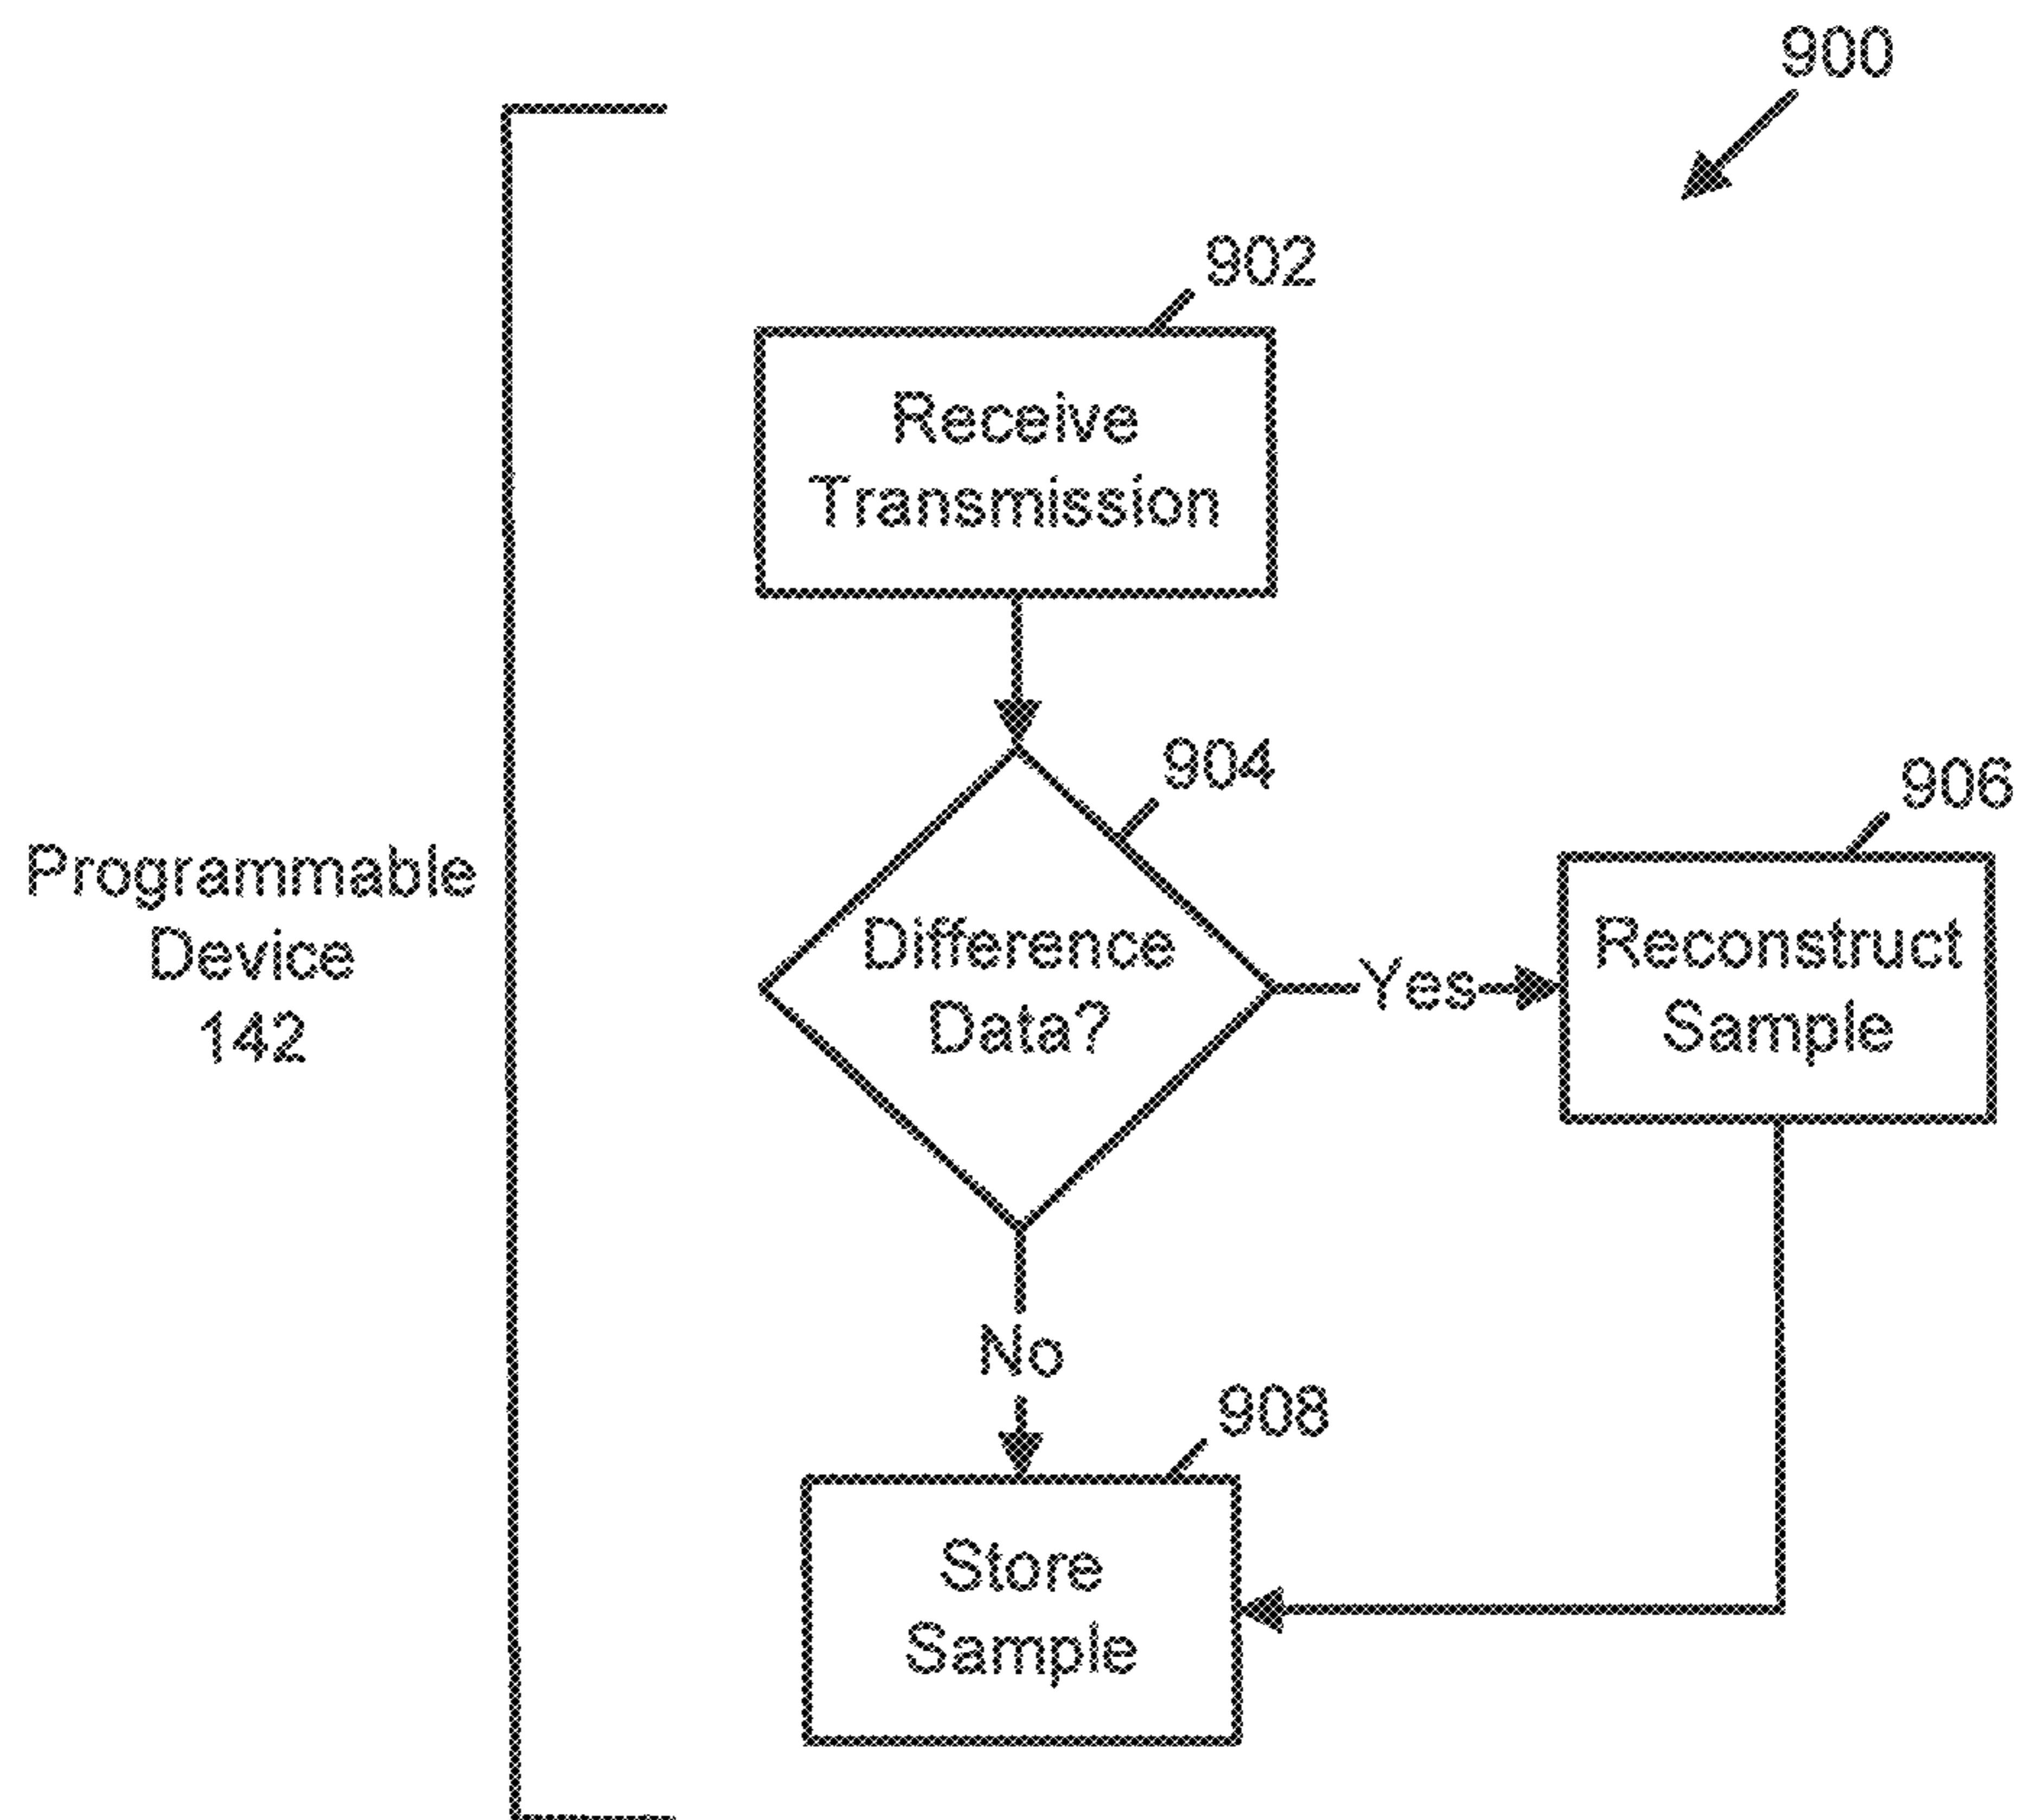 900
902
Receive
Transmission
904
906
Programmable
Device
142
Difference
Data?
Yes
Reconstruct
Sample
No
908
Store
Sample